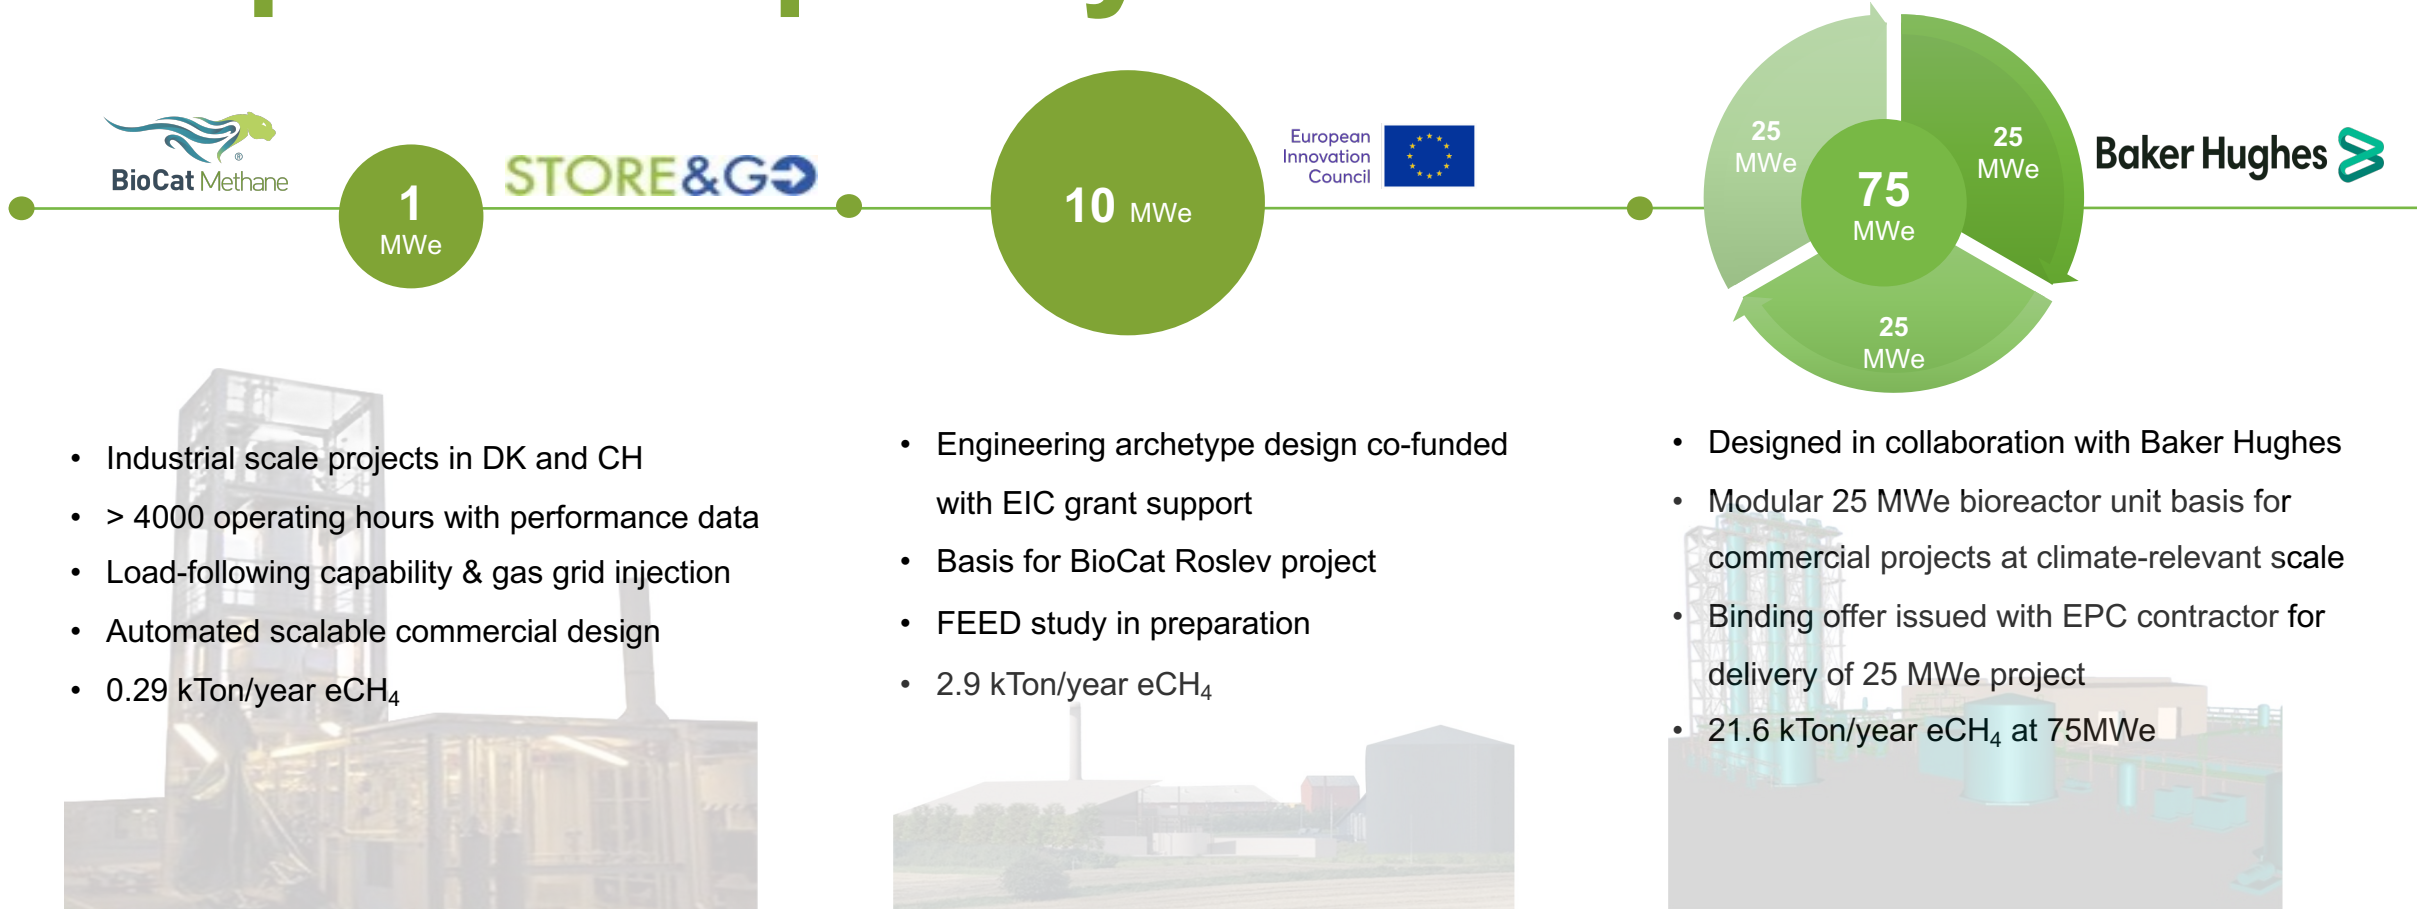 BioCat Methane
®
1
MWe
STORE&GO
10 MWe
European
Innovation
Council
25
MWe
25
MWe
75
MWe
25
MWe
Baker Hughes
• Industrial scale projects in DK and CH
• > 4000 operating hours with performance data
• Load-following capability & gas grid injection
• Automated scalable commercial design
• 0.29 kTon/year eCH₄
• Engineering archetype design co-funded
with EIC grant support
• Basis for BioCat Roslev project
• FEED study in preparation
• 2.9 kTon/year eCH₄
• Designed in collaboration with Baker Hughes
• Modular 25 MWe bioreactor unit basis for
commercial projects at climate-relevant scale
• Binding offer issued with EPC contractor for
delivery of 25 MWe project
• 21.6 kTon/year eCH₄ at 75MWe